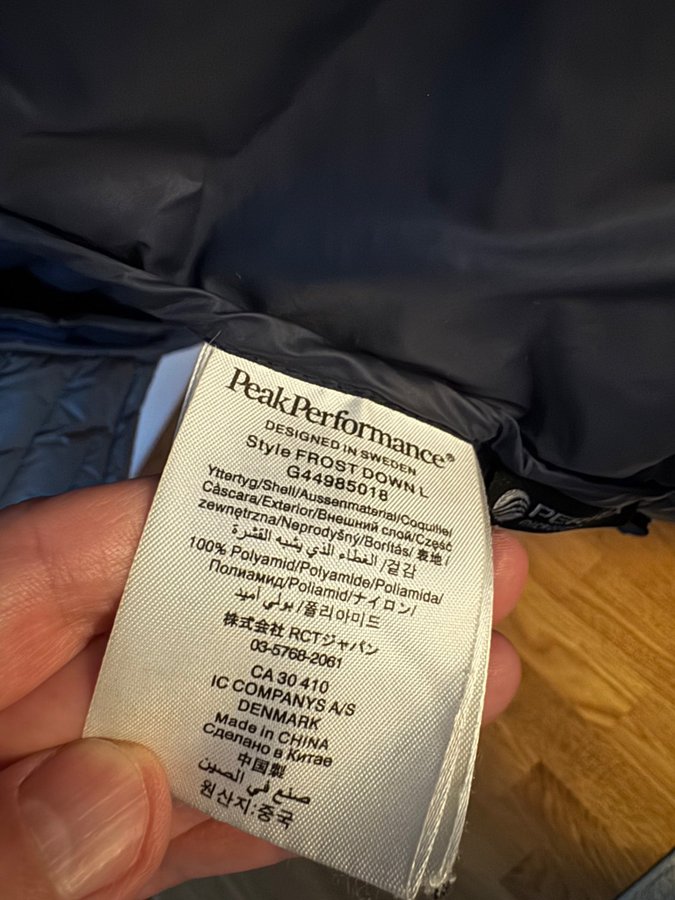 PeakPerformance®
DESIGNED IN SWEDEN
Style FROST DOWN L
G44985018
Yttertyg/Shell/Aussenmaterial/Coquille/
Càscara/Exterior/Внешний слой/Część
zewnętrzna/Neprodyšný/Borítás/表地/
الغطاء الذي يشبه القشرة /겉감
100% Polyamid/Polyamide/Poliamida/
Полиамид/Poliamid/ナイロン/
بولي أميد/폴리아미드
株式会社 RCTジャパン
03-5768-2061
CA 30 410
IC COMPANYS A/S
DENMARK
Made in CHINA
Сделано в Китае
中国製
صنع في الصين
원산지:중국